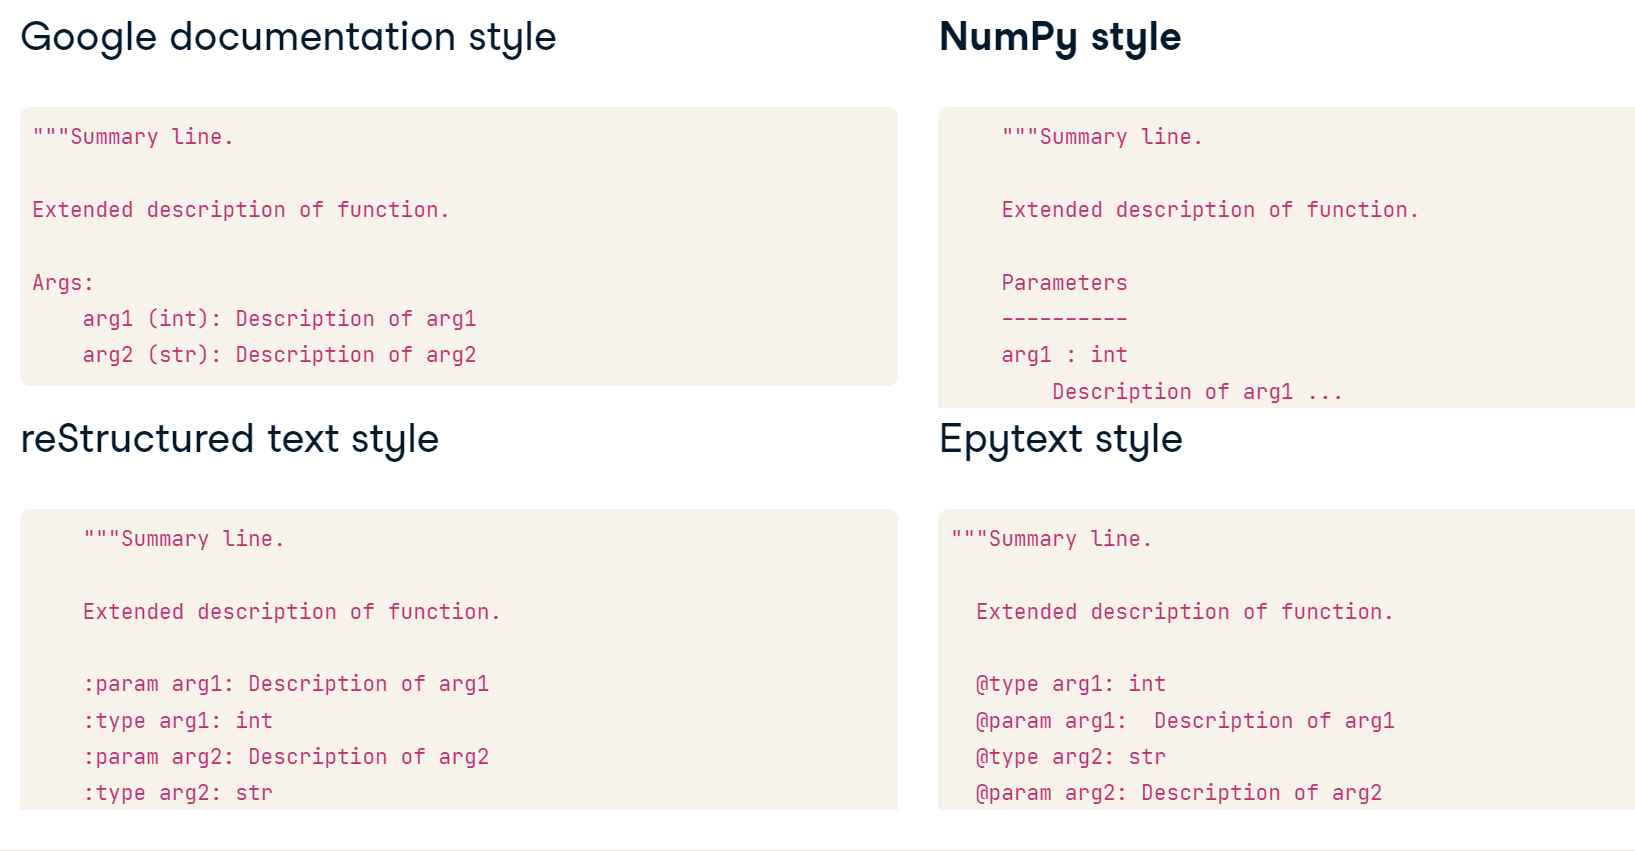 Google documentation style
"""Summary line.
Extended description of function.
Args:
    arg1 (int): Description of arg1
    arg2 (str): Description of arg2
NumPy style
    """Summary line.
    Extended description of function.
    Parameters
    ----------
    arg1 : int
        Description of arg1 ...
reStructured text style
    """Summary line.
    Extended description of function.
    :param arg1: Description of arg1
    :type arg1: int
    :param arg2: Description of arg2
    :type arg2: str
Epytext style
"""Summary line.
  Extended description of function.
  @type arg1: int
  @param arg1:  Description of arg1
  @type arg2: str
  @param arg2: Description of arg2